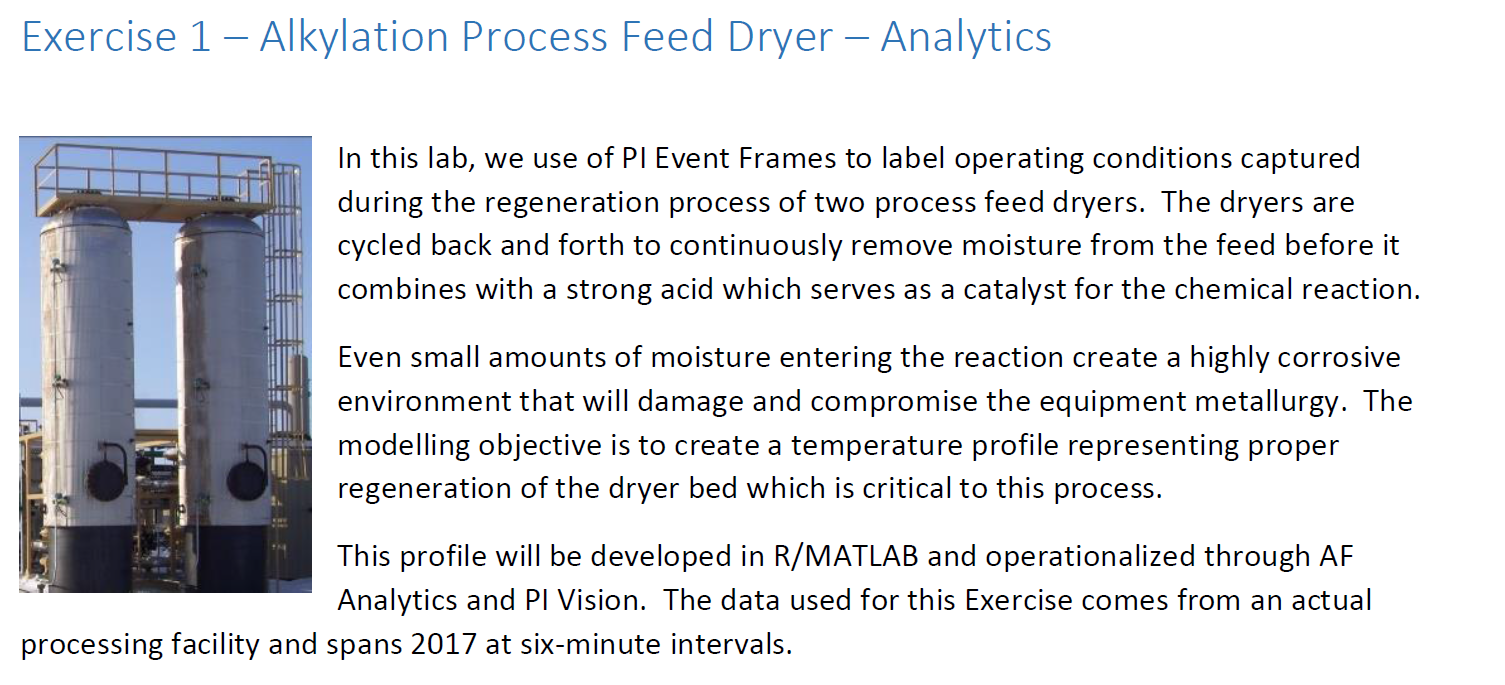 Exercise 1 – Alkylation Process Feed Dryer – Analytics
In this lab, we use of PI Event Frames to label operating conditions captured
during the regeneration process of two process feed dryers.  The dryers are
cycled back and forth to continuously remove moisture from the feed before it
combines with a strong acid which serves as a catalyst for the chemical reaction.
Even small amounts of moisture entering the reaction create a highly corrosive
environment that will damage and compromise the equipment metallurgy.  The
modelling objective is to create a temperature profile representing proper
regeneration of the dryer bed which is critical to this process.
This profile will be developed in R/MATLAB and operationalized through AF
Analytics and PI Vision.  The data used for this Exercise comes from an actual
processing facility and spans 2017 at six-minute intervals.